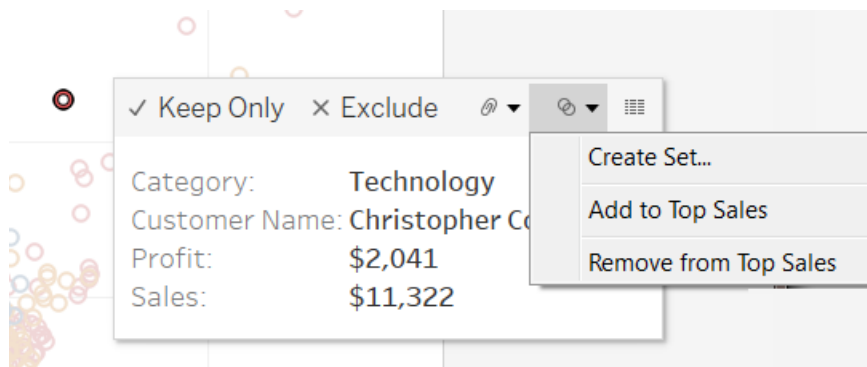 Keep Only Exclude
Create Set...
Category: Technology
Add to Top Sales
Customer Name: Christopher
Profit: $2,041
Remove from Top Sales
Sales: $11,322